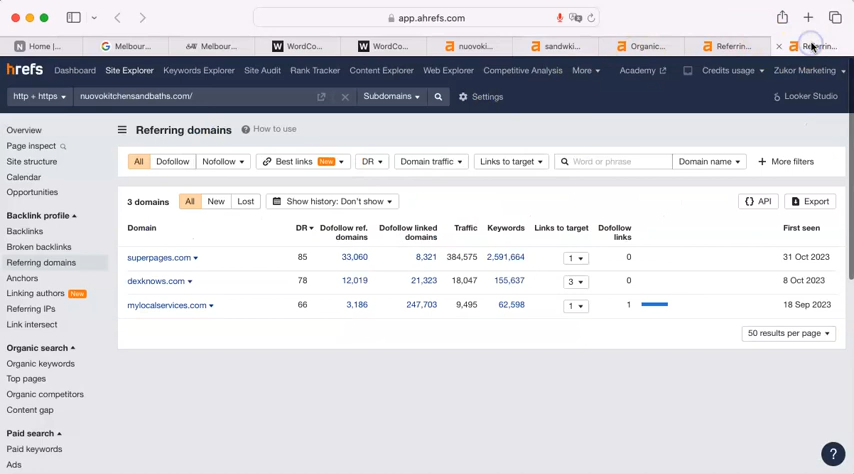 app.ahrefs.com
Home |...
Melbour...
Melbour...
WordCo...
WordCo...
nuovoki...
sandwki...
Organic...
Referrin...
Referrin...
hrefs
Dashboard Site Explorer Keywords Explorer Site Audit Rank Tracker Content Explorer Web Explorer Competitive Analysis More Academy Credits usage Zukor Marketing
http + https nuovokitchensandbaths.com/ Subdomains Settings Looker Studio
Overview
Page inspect
Site structure
Calendar
Opportunities
Backlink profile
Backlinks
Broken backlinks
Referring domains
Anchors
Linking authors New
Referring IPs
Link intersect
Organic search
Organic keywords
Top pages
Organic competitors
Content gap
Paid search
Paid keywords
Ads
Referring domains ? How to use
All Dofollow Nofollow Best links New DR Domain traffic Links to target Word or phrase Domain name + More filters
3 domains All New Lost Show history: Don't show {} API Export
Domain DR Dofollow ref. domains Dofollow linked domains Traffic Keywords Links to target Dofollow links First seen
superpages.com 85 33,060 8,321 384,575 2,591,664 1 0 31 Oct 2023
dexknows.com 78 12,019 21,323 18,047 155,637 3 0 8 Oct 2023
mylocalservices.com 66 3,186 247,703 9,495 62,598 1 1 18 Sep 2023
50 results per page
?